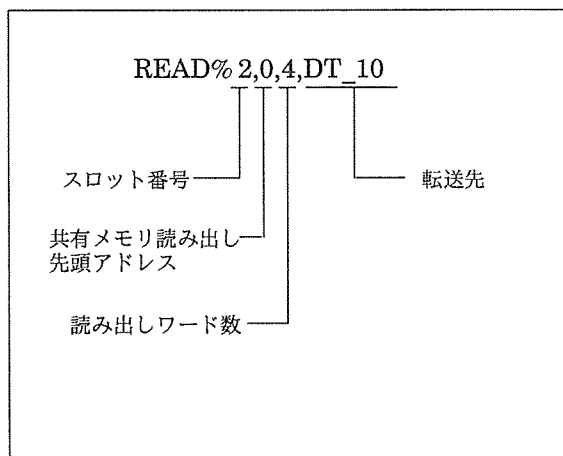 READ% 2,0,4,DT_10
スロット番号
転送先
共有メモリ読み出し
先頭アドレス
読み出しワード数